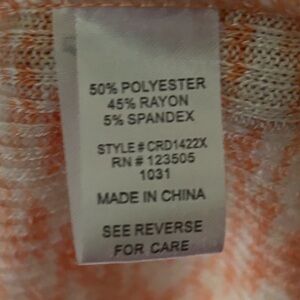 50% POLYESTER
45% RAYON
5% SPANDEX
STYLE # CRD1422X
RN # 123505
1031
MADE IN CHINA
SEE REVERSE
FOR CARE